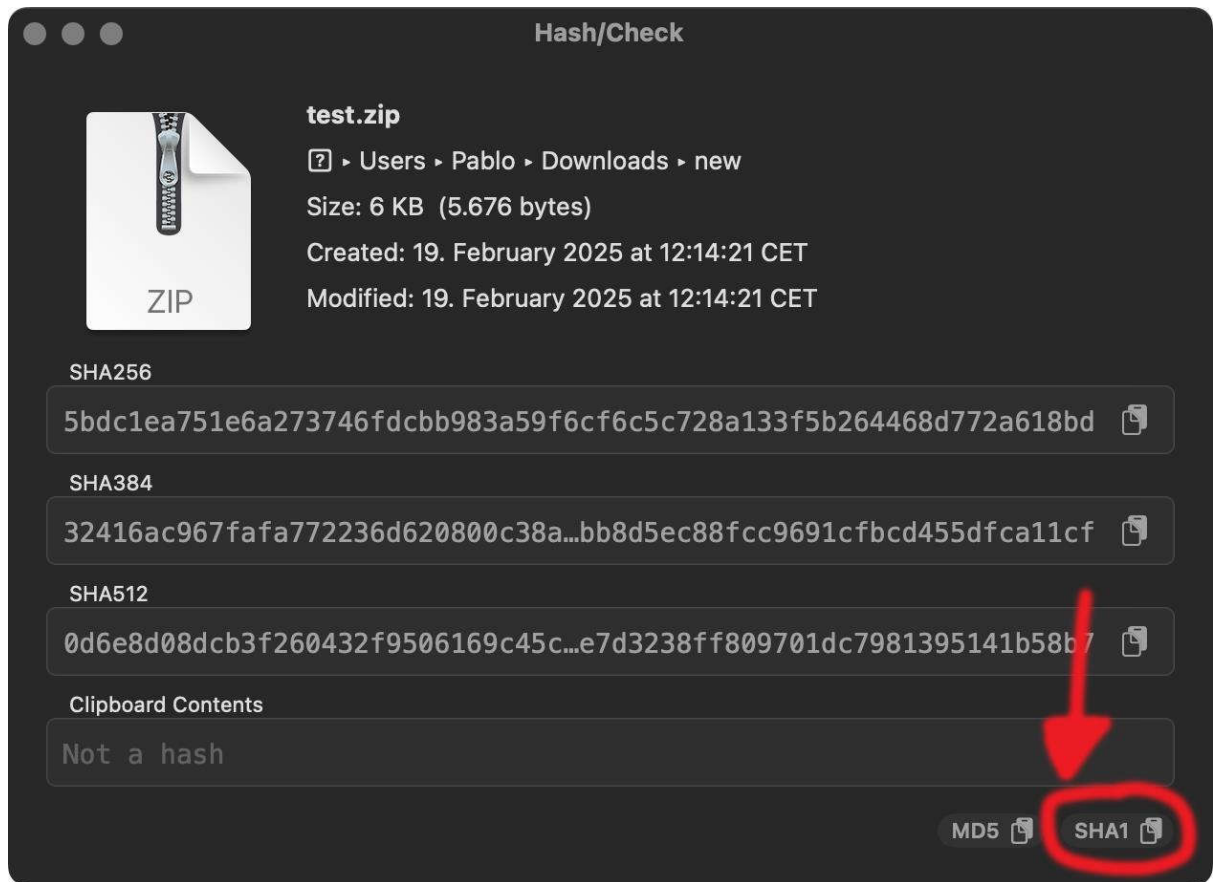 Hash/Check
test.zip
Users ▸ Pablo ▸ Downloads ▸ new
Size: 6 KB (5.676 bytes)
Created: 19. February 2025 at 12:14:21 CET
Modified: 19. February 2025 at 12:14:21 CET
ZIP
SHA256
5bdc1ea751e6a273746fdcbb983a59f6cf6c5c728a133f5b264468d772a618bd
SHA384
32416ac967fafa772236d620800c38a…bb8d5ec88fcc9691cfbcd455dfca11cf
SHA512
0d6e8d08dcb3f260432f9506169c45c…e7d3238ff809701dc7981395141b58b7
Clipboard Contents
Not a hash
MD5 SHA1